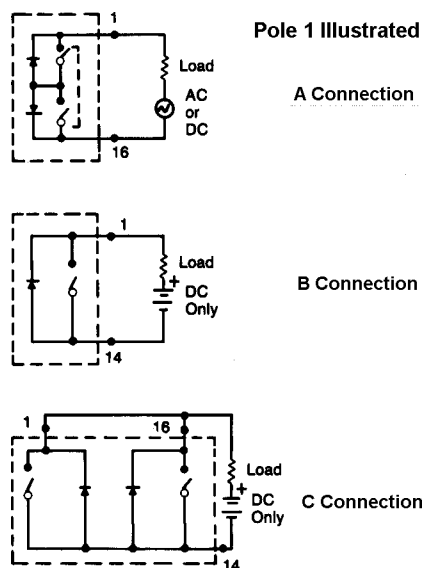 Pole 1 Illustrated
1
Load
AC
or
DC
16
A Connection
1
Load
+
DC
Only
14
B Connection
1
16
Load
+
DC
Only
14
C Connection